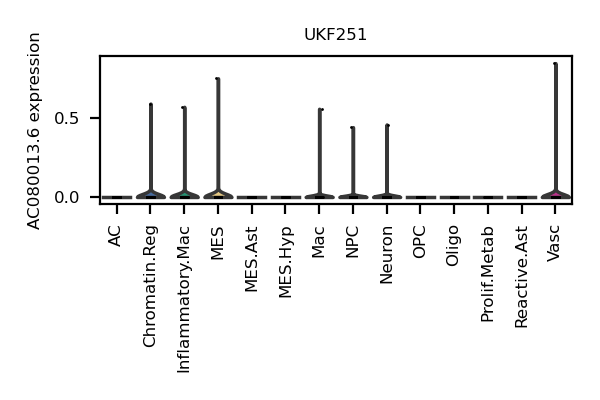 UKF251
AC080013.6 expression
0.5
0.0
AC
Chromatin.Reg
Inflammatory.Mac
MES
MES.Ast
MES.Hyp
Mac
NPC
Neuron
OPC
Oligo
Prolif.Metab
Reactive.Ast
Vasc